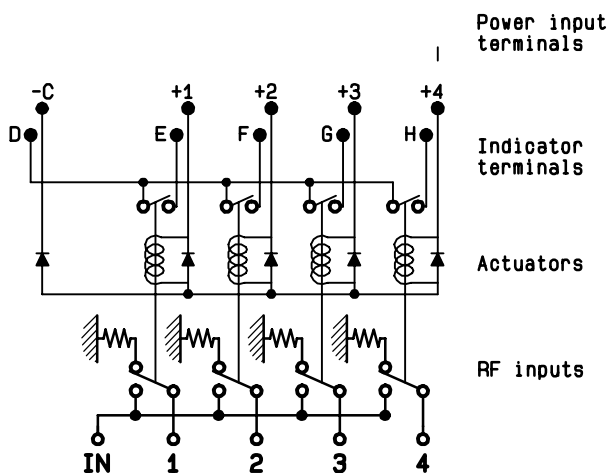 Power input
terminals
-C +1 +2 +3 +4
D E F G H
Indicator
terminals
Actuators
RF inputs
IN 1 2 3 4